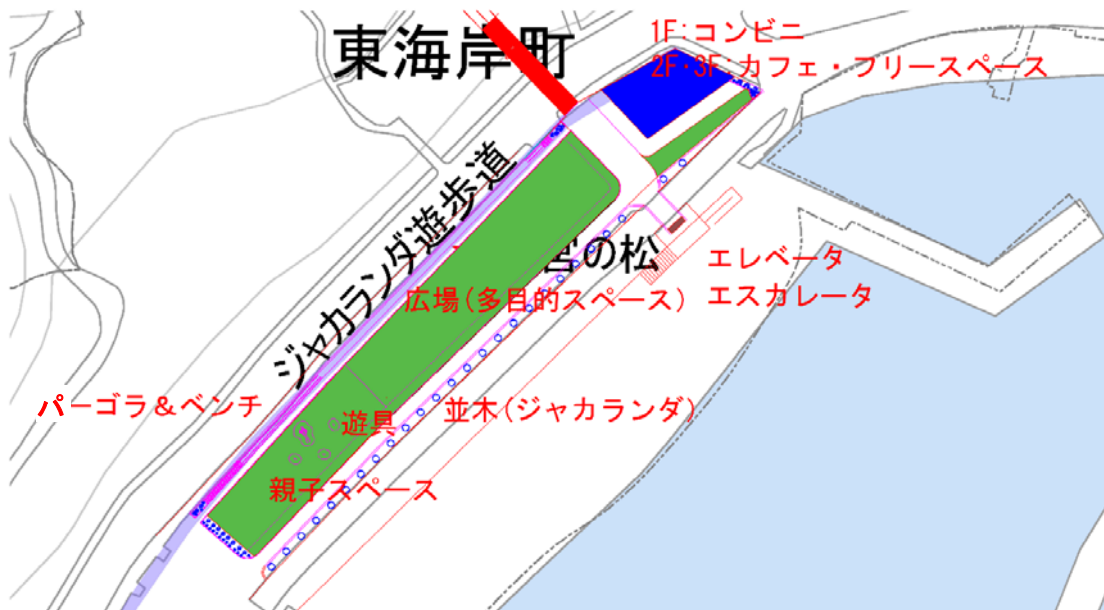 東海岸町
1F:コンビニ
2F・3F:カフェ・フリースペース
ジャカランダ遊歩道
宮の松
エレベータ
広場(多目的スペース)
エスカレータ
パーゴラ&ベンチ
遊具
並木(ジャカランダ)
親子スペース